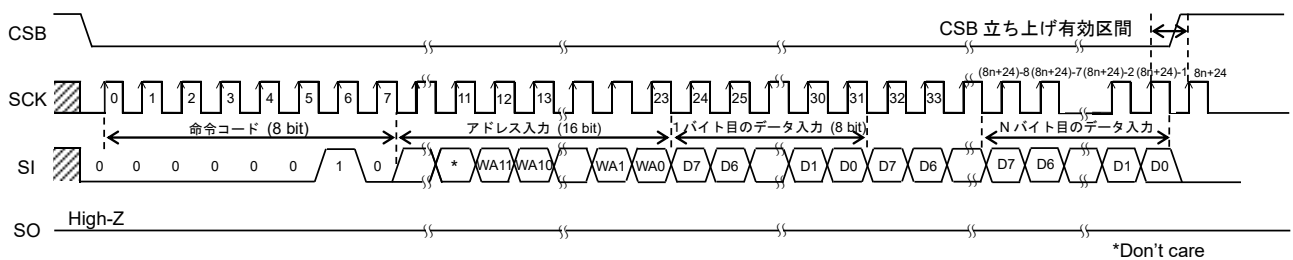 CSB
CSB 立ち上げ有効区間
(8n+24)-8 (8n+24)-7 (8n+24)-2 (8n+24)-1 8n+24
SCK
0 1 2 3 4 5 6 7 11 12 13 23 24 25 30 31 32 33
命令コード (8 bit) アドレス入力 (16 bit) 1 バイト目のデータ入力 (8 bit) N バイト目のデータ入力
SI
0 0 0 0 0 0 1 0 * WA11 WA10 WA1 WA0 D7 D6 D1 D0 D7 D6 D7 D6 D1 D0
High-Z
SO
*Don't care